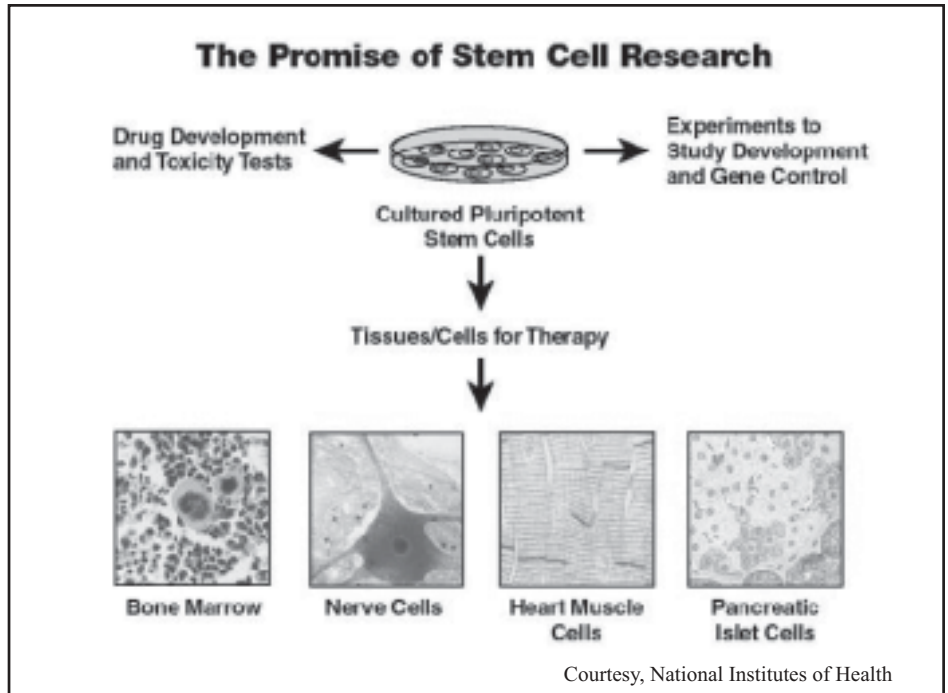 The Promise of Stem Cell Research
Drug Development
and Toxicity Tests
Experiments to
Study Development
and Gene Control
Cultured Pluripotent
Stem Cells
Tissues/Cells for Therapy
Bone Marrow
Nerve Cells
Heart Muscle
Cells
Pancreatic
Islet Cells
Courtesy, National Institutes of Health